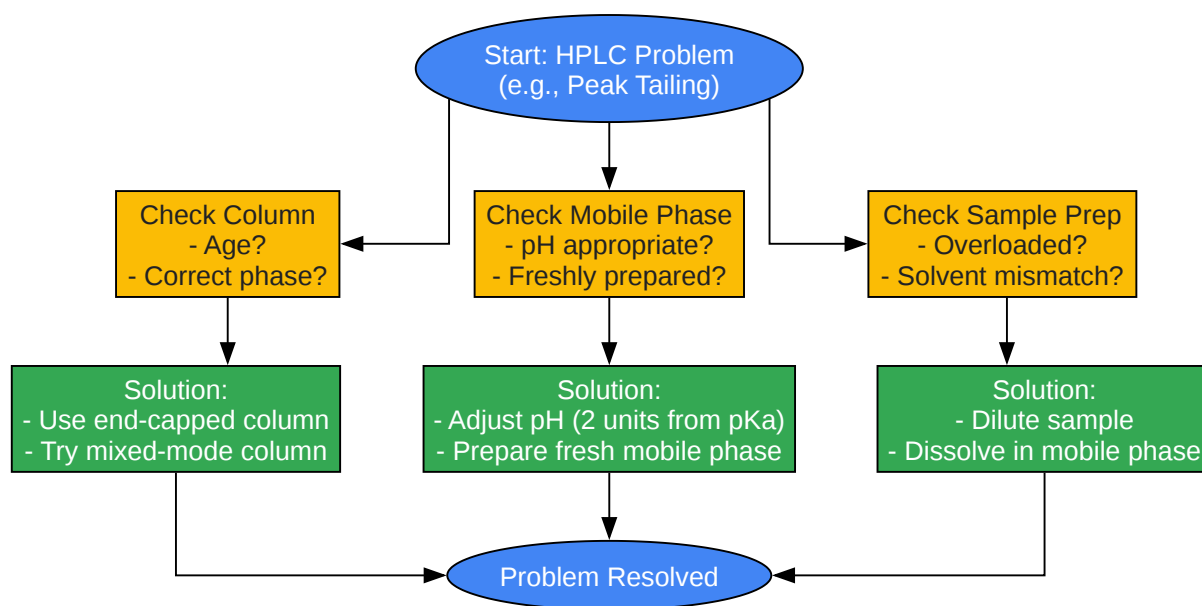 Start: HPLC Problem
(e.g., Peak Tailing)
Check Column
- Age?
- Correct phase?
Check Mobile Phase
- pH appropriate?
- Freshly prepared?
Check Sample Prep
- Overloaded?
- Solvent mismatch?
Solution:
- Use end-capped column
- Try mixed-mode column
Solution:
- Adjust pH (2 units from pKa)
- Prepare fresh mobile phase
Solution:
- Dilute sample
- Dissolve in mobile phase
Problem Resolved